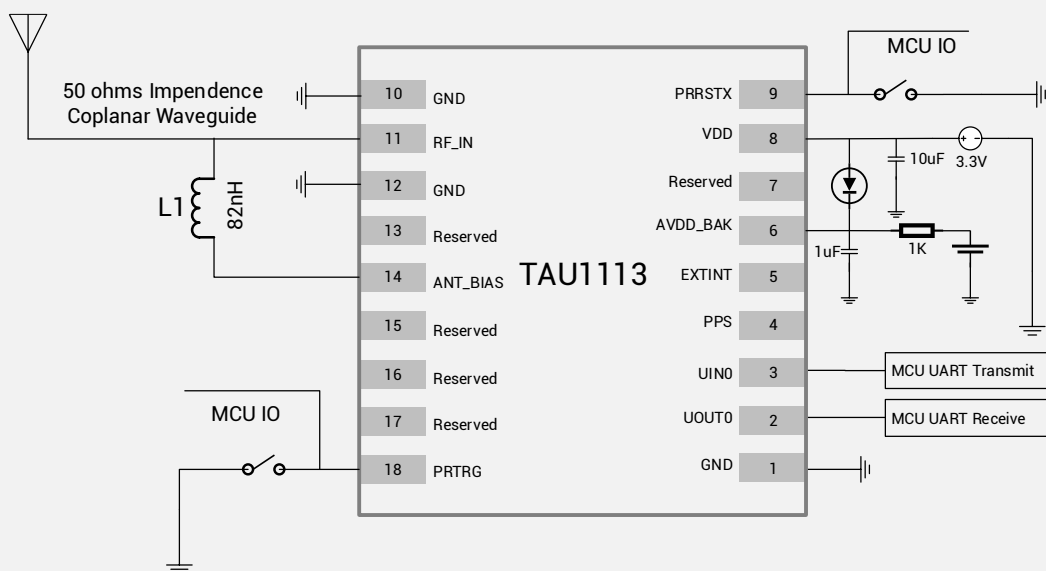 50 ohms Impendence
Coplanar Waveguide
L1
82nH
MCU IO
TAU1113
10 GND
11 RF_IN
12 GND
13 Reserved
14 ANT_BIAS
15 Reserved
16 Reserved
17 Reserved
18 PRTRG
PRRSTX 9
VDD 8
Reserved 7
AVDD_BAK 6
EXTINT 5
PPS 4
UIN0 3
UOUT0 2
GND 1
MCU IO
10uF
+ -
3.3V
1uF
1K
MCU UART Transmit
MCU UART Receive